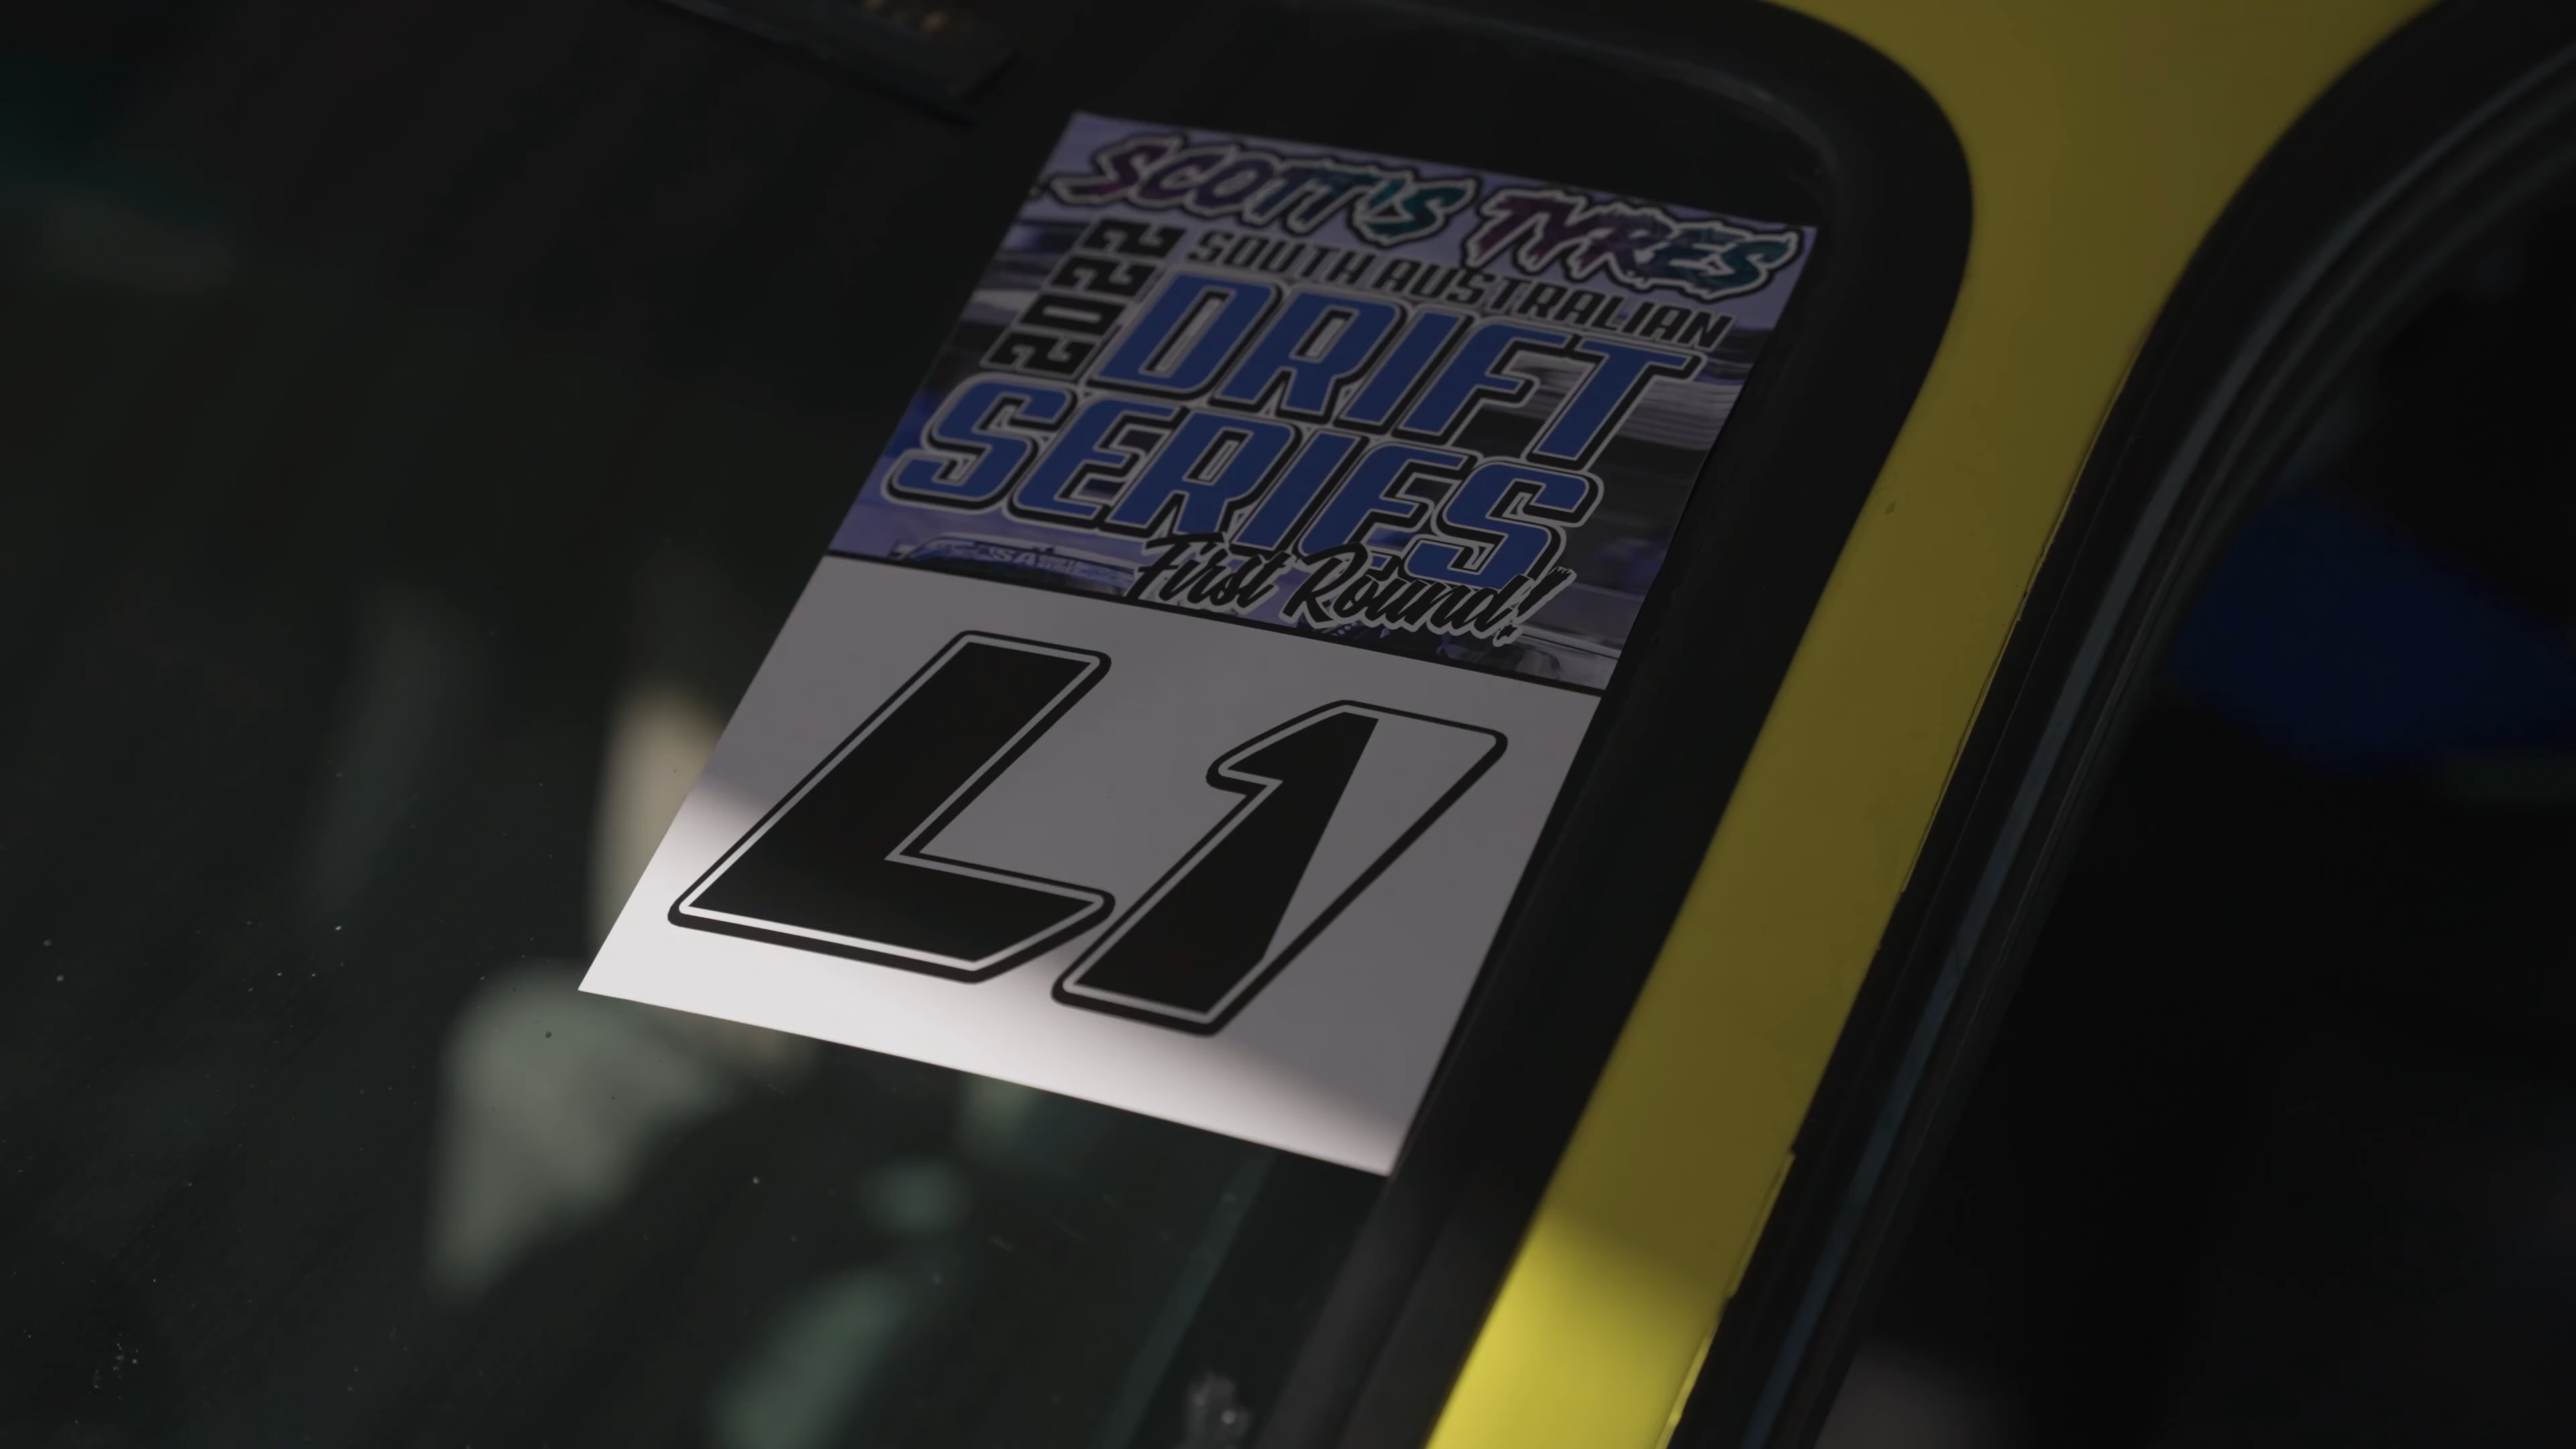 SCOTT'S TYRES
2022
SOUTH AUSTRALIAN
DRIFT
SERIES
First Round!
L1